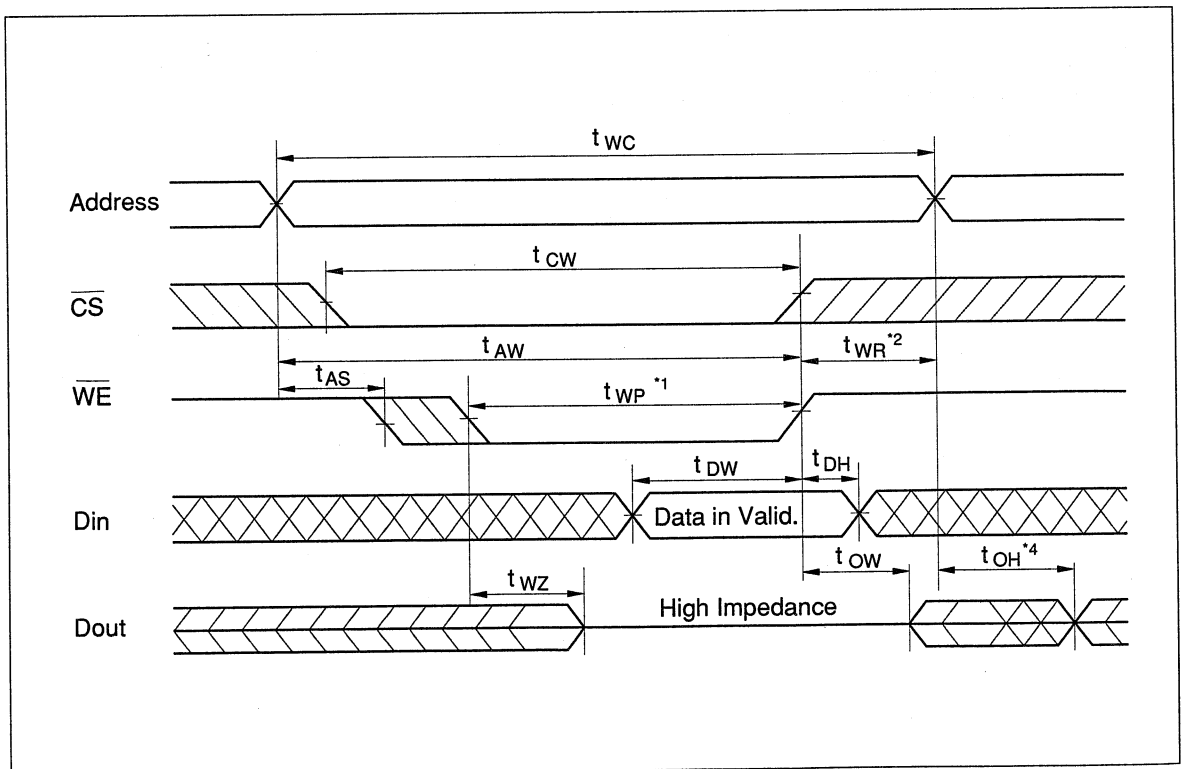 t WC
Address
t CW
CS
t AW
t WR *2
t AS
WE
t WP *1
t DW
t DH
Din
Data in Valid.
t OW
t OH *4
t WZ
High Impedance
Dout